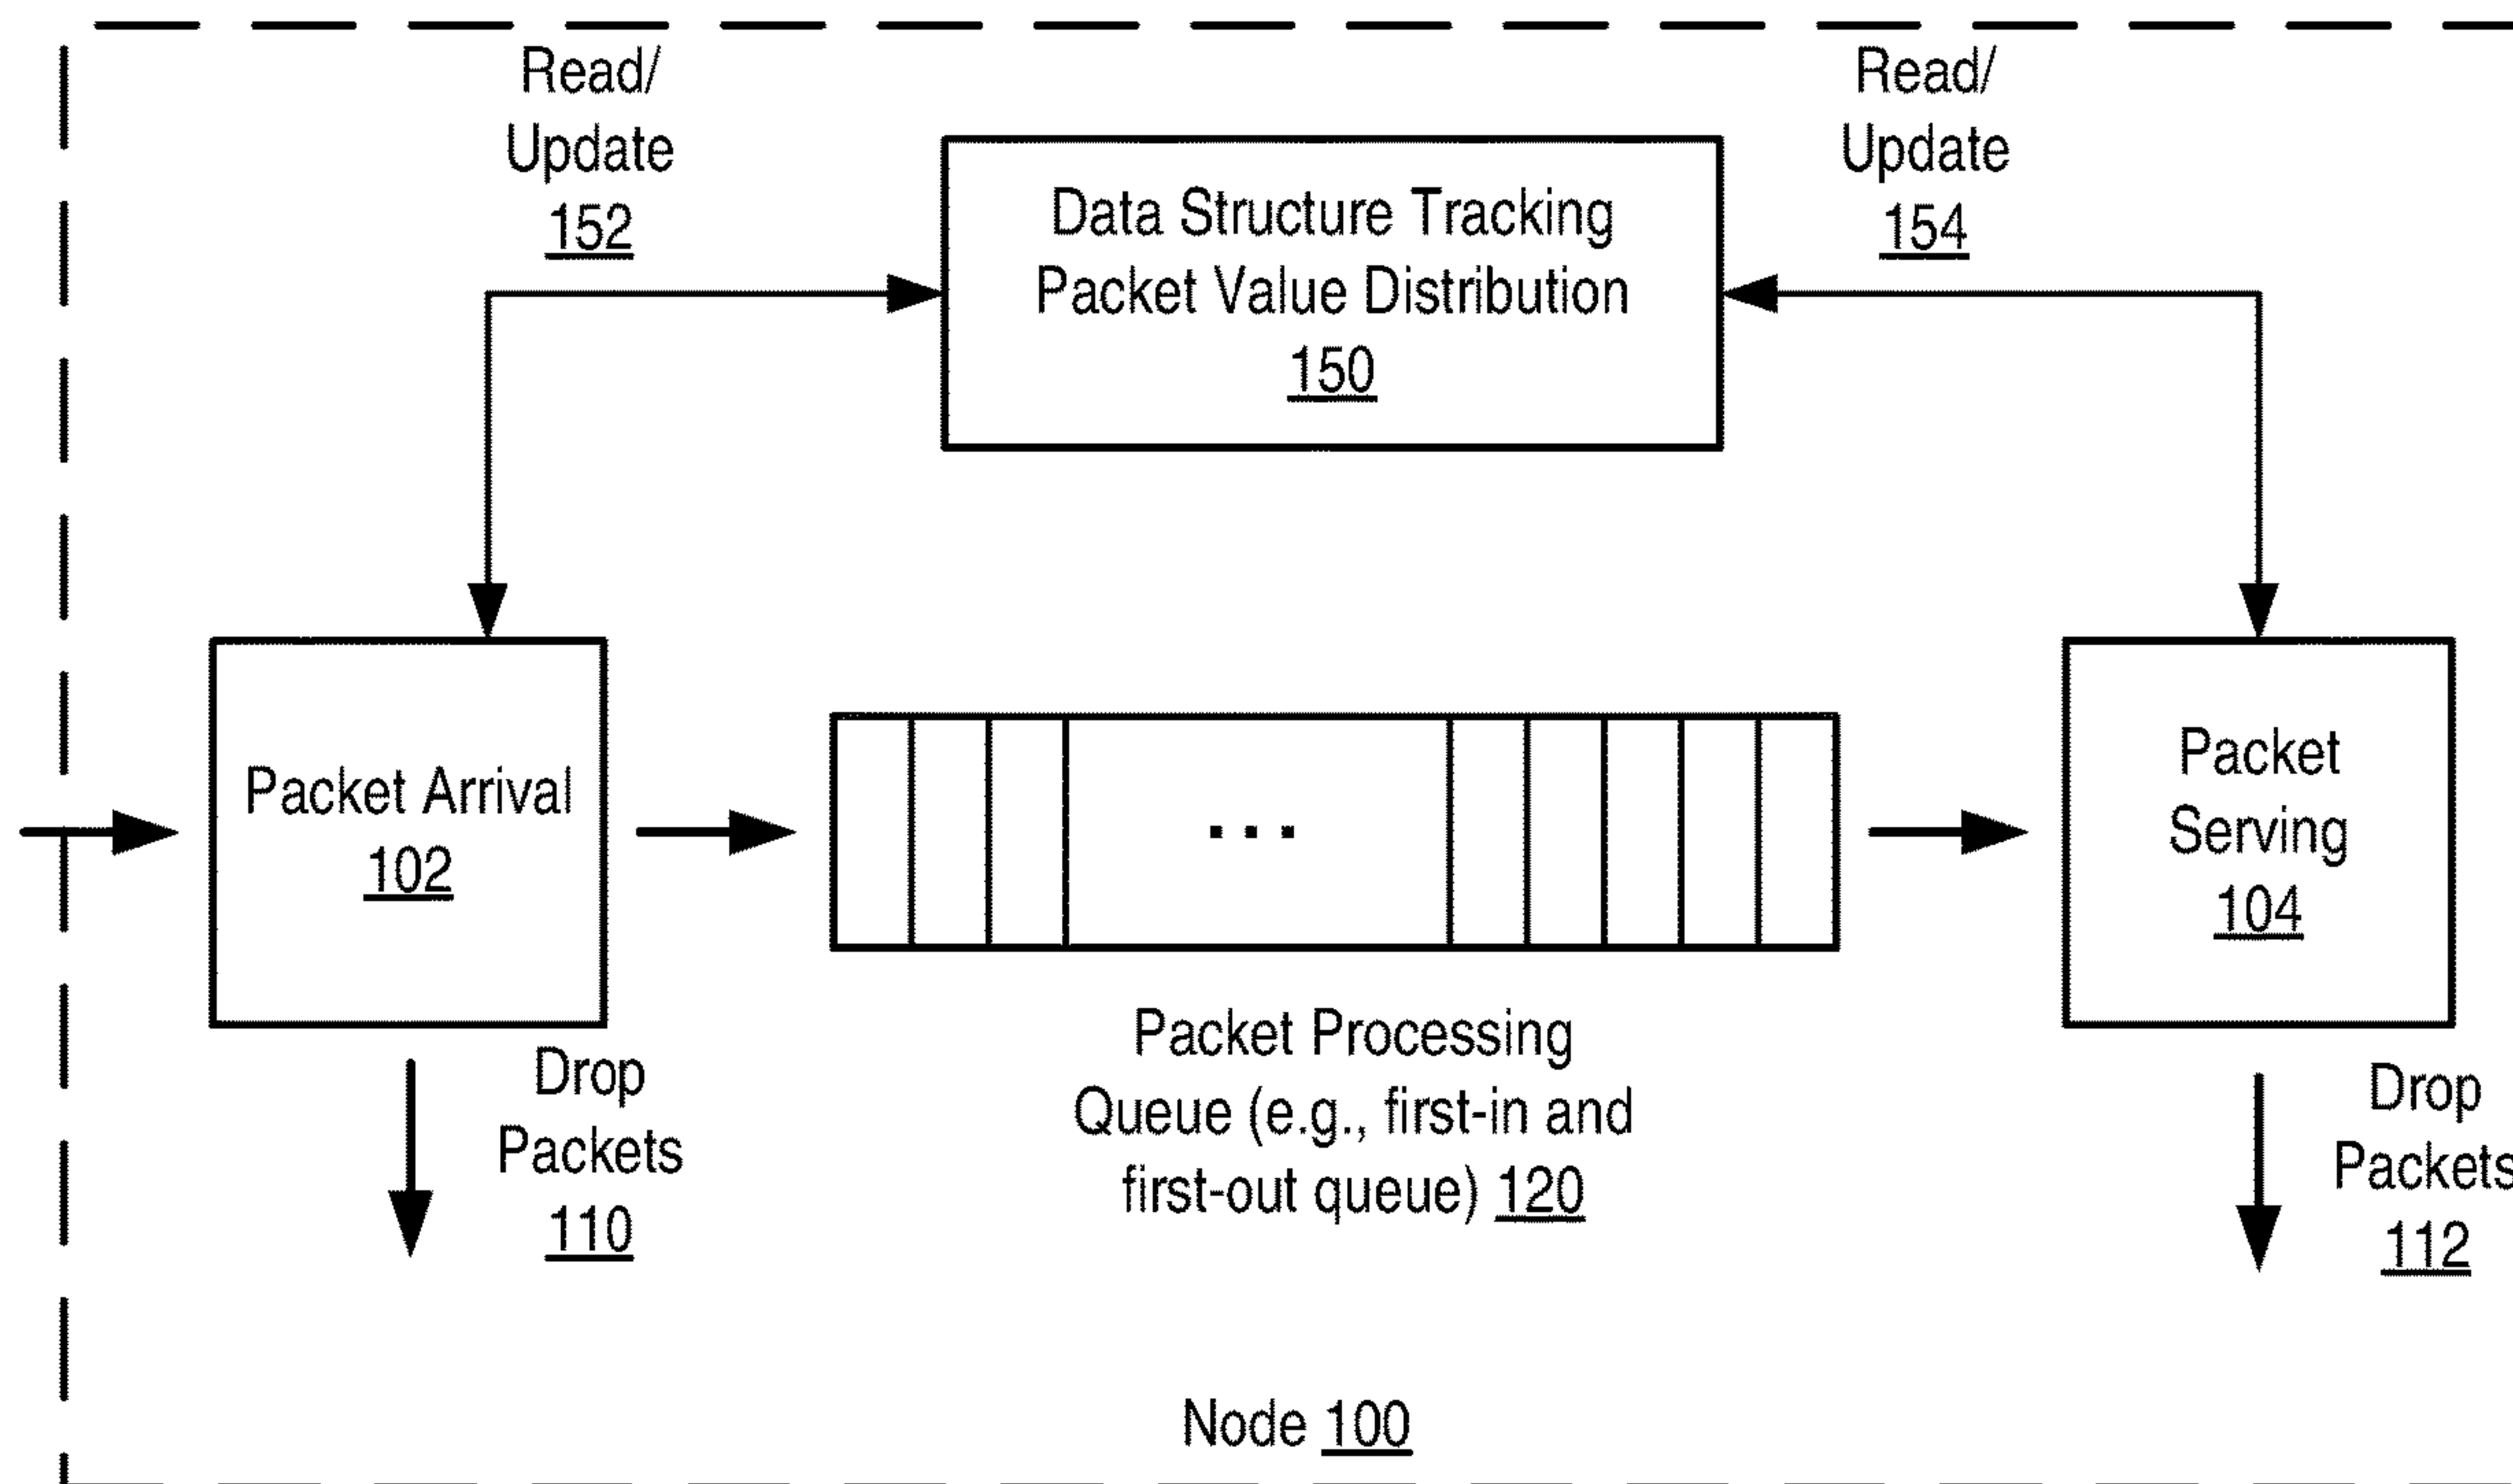 Read/
Update
152
Data Structure Tracking
Packet Value Distribution
150
Read/
Update
154
Packet Arrival
102
...
Packet
Serving
104
Drop
Packets
110
Packet Processing
Queue (e.g., first-in and
first-out queue) 120
Drop
Packets
112
Node 100